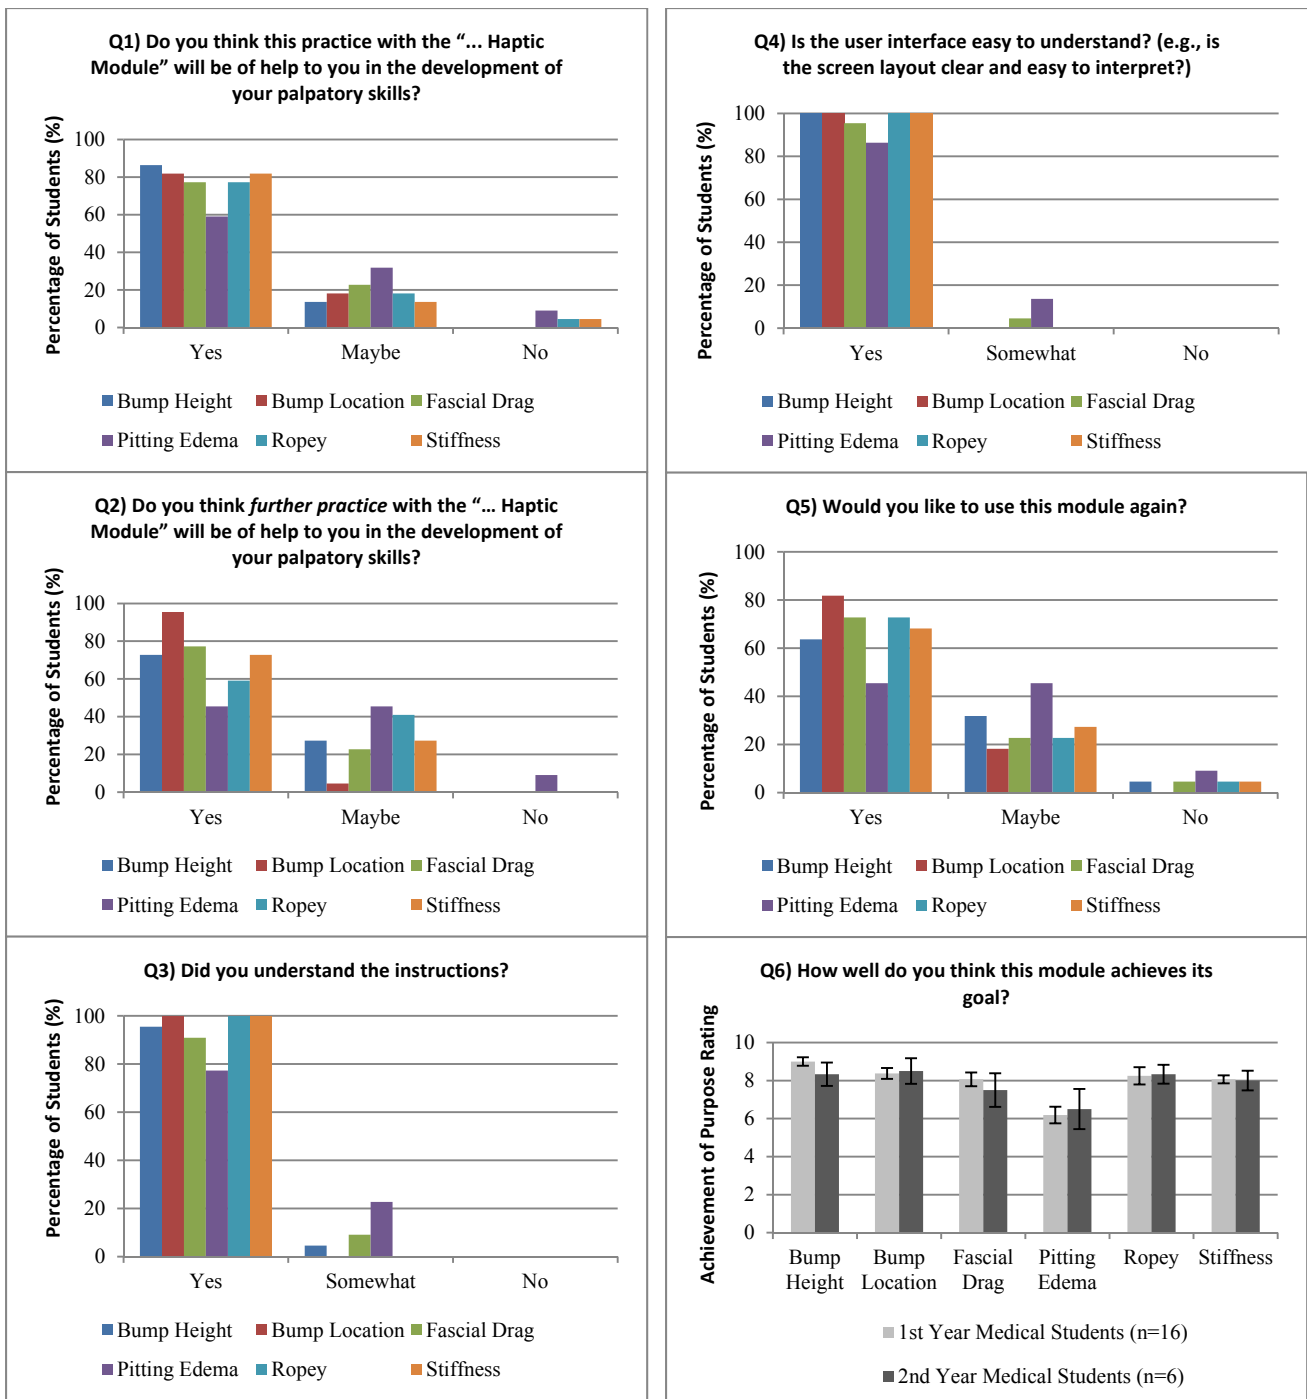 Q1) Do you think this practice with the “... Haptic
Module” will be of help to you in the development of
your palpatory skills?
Percentage of Students (%)
100
80
60
40
20
0
Yes Maybe No
Bump Height Bump Location Fascial Drag
Pitting Edema Ropey Stiffness
Q2) Do you think further practice with the “… Haptic
Module” will be of help to you in the development of
your palpatory skills?
Percentage of Students (%)
100
80
60
40
20
0
Yes Maybe No
Bump Height Bump Location Fascial Drag
Pitting Edema Ropey Stiffness
Q3) Did you understand the instructions?
Percentage of Students (%)
100
80
60
40
20
0
Yes Somewhat No
Bump Height Bump Location Fascial Drag
Pitting Edema Ropey Stiffness
Q4) Is the user interface easy to understand? (e.g., is
the screen layout clear and easy to interpret?)
Percentage of Students (%)
100
80
60
40
20
0
Yes Somewhat No
Bump Height Bump Location Fascial Drag
Pitting Edema Ropey Stiffness
Q5) Would you like to use this module again?
Percentage of Students (%)
100
80
60
40
20
0
Yes Maybe No
Bump Height Bump Location Fascial Drag
Pitting Edema Ropey Stiffness
Q6) How well do you think this module achieves its
goal?
Achievement of Purpose Rating
10
8
6
4
2
0
Bump Bump Fascial Pitting Ropey Stiffness
Height Location Drag Edema
1st Year Medical Students (n=16)
2nd Year Medical Students (n=6)